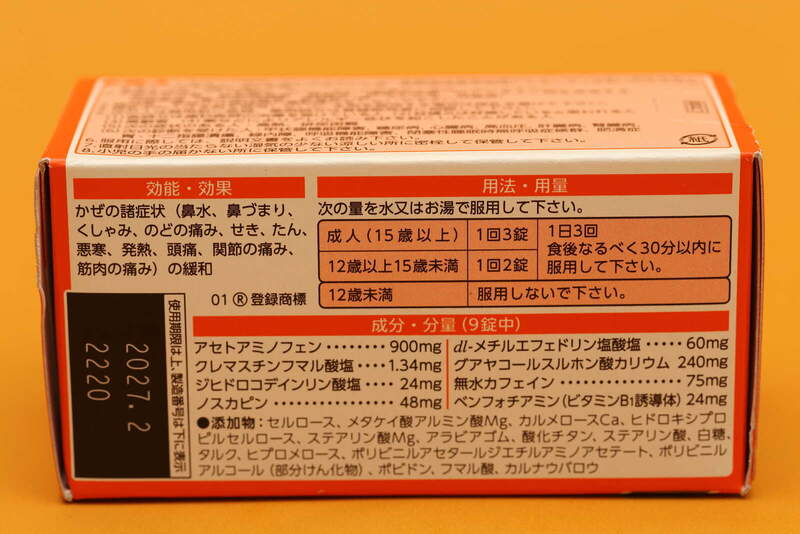 6.服用に際しては、説明文書をよくお読み下さい。
7.直射日光の当たらない湿気の少ない涼しい所に密栓して保管して下さい。
8.小児の手の届かない所に保管して下さい。
効能・効果
かぜの諸症状(鼻水、鼻づまり、
くしゃみ、のどの痛み、せき、たん、
悪寒、発熱、頭痛、関節の痛み、
筋肉の痛み)の緩和
01 ®登録商標
用法・用量
次の量を水又はお湯で服用して下さい。
成人(15歳以上) 1回3錠 1日3回
食後なるべく30分以内に
服用して下さい。
12歳以上15歳未満 1回2錠
12歳未満 服用しないで下さい。
成分・分量(9錠中)
アセトアミノフェン ········ 900mg
クレマスチンフマル酸塩 ···· 1.34mg
ジヒドロコデインリン酸塩 ···· 24mg
ノスカピン ················ 48mg
dl-メチルエフェドリン塩酸塩 ····· 60mg
グアヤコールスルホン酸カリウム 240mg
無水カフェイン ················ 75mg
ベンフォチアミン(ビタミンB1誘導体) 24mg
●添加物:セルロース、メタケイ酸アルミン酸Mg、カルメロースCa、ヒドロキシプロ
ピルセルロース、ステアリン酸Mg、アラビアゴム、酸化チタン、ステアリン酸、白糖、
タルク、ヒプロメロース、ポリビニルアセタールジエチルアミノアセテート、ポリビニル
アルコール(部分けん化物)、ポビドン、フマル酸、カルナウバロウ
使用期限は上、製造番号は下に表示
2027.2
2220